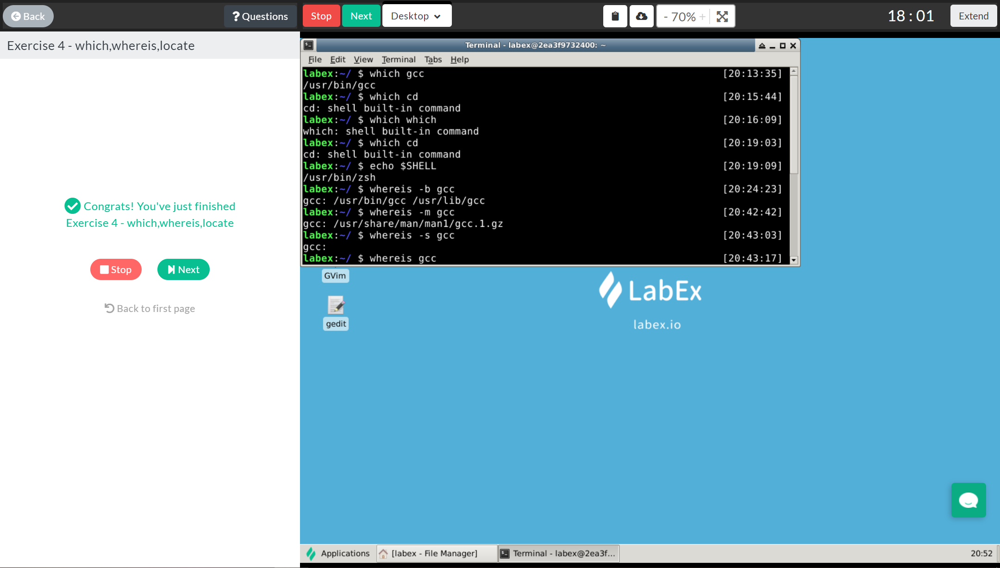 Back
? Questions
Stop
Next
Desktop
- 70% +
18 : 01
Extend
Exercise 4 - which,whereis,locate
Congrats! You've just finished
Exercise 4 - which,whereis,locate
Stop
Next
Back to first page
Terminal - labex@2ea3f9732400: ~
File Edit View Terminal Tabs Help
labex:~/ $ which gcc [20:13:35]
/usr/bin/gcc
labex:~/ $ which cd [20:15:44]
cd: shell built-in command
labex:~/ $ which which [20:16:09]
which: shell built-in command
labex:~/ $ which cd [20:19:03]
cd: shell built-in command
labex:~/ $ echo $SHELL [20:19:09]
/usr/bin/zsh
labex:~/ $ whereis -b gcc [20:24:23]
gcc: /usr/bin/gcc /usr/lib/gcc
labex:~/ $ whereis -m gcc [20:42:42]
gcc: /usr/share/man/man1/gcc.1.gz
labex:~/ $ whereis -s gcc [20:43:03]
gcc:
labex:~/ $ whereis gcc [20:43:17]
GVim
gedit
LabEx
labex.io
Applications
[labex - File Manager]
Terminal - labex@2ea3f...
20:52